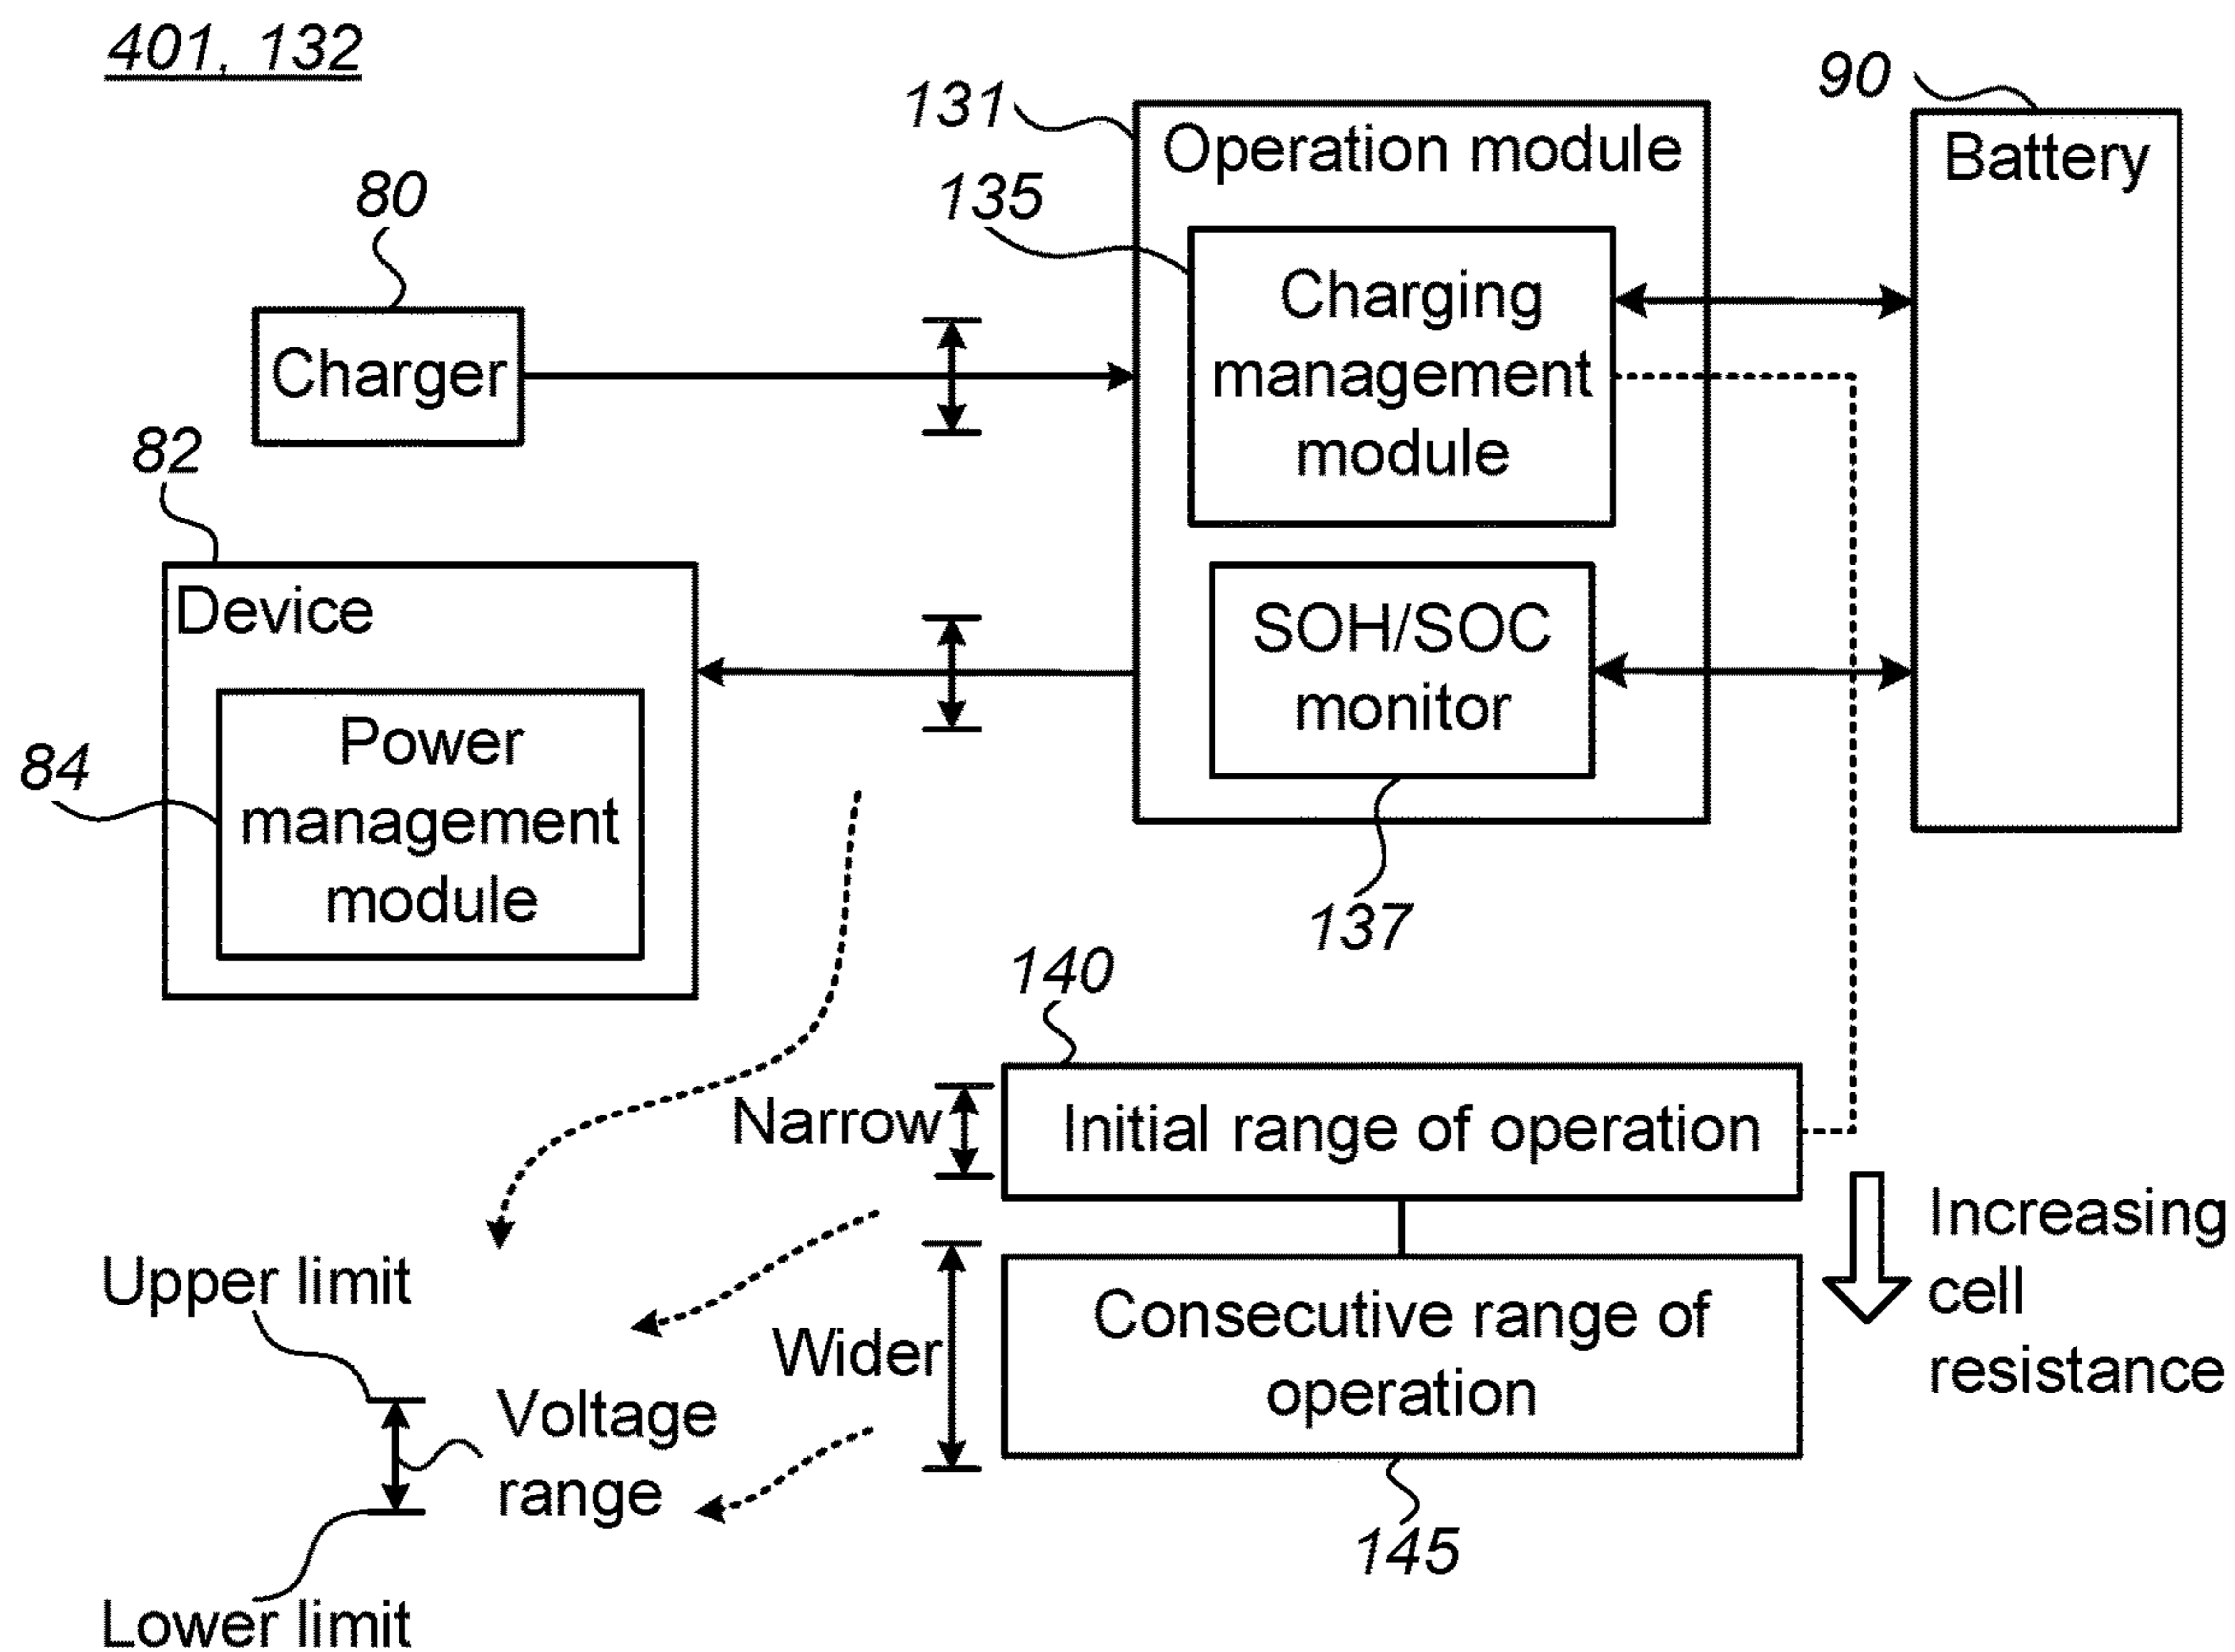 401, 132
90
131
Operation module
Battery
135
80
Charging
management
module
Charger
82
Device
SOH/SOC
monitor
Power
management
module
84
137
140
Narrow
Initial range of operation
Increasing
cell
resistance
Upper limit
Wider
Consecutive range of
operation
Voltage
range
145
Lower limit